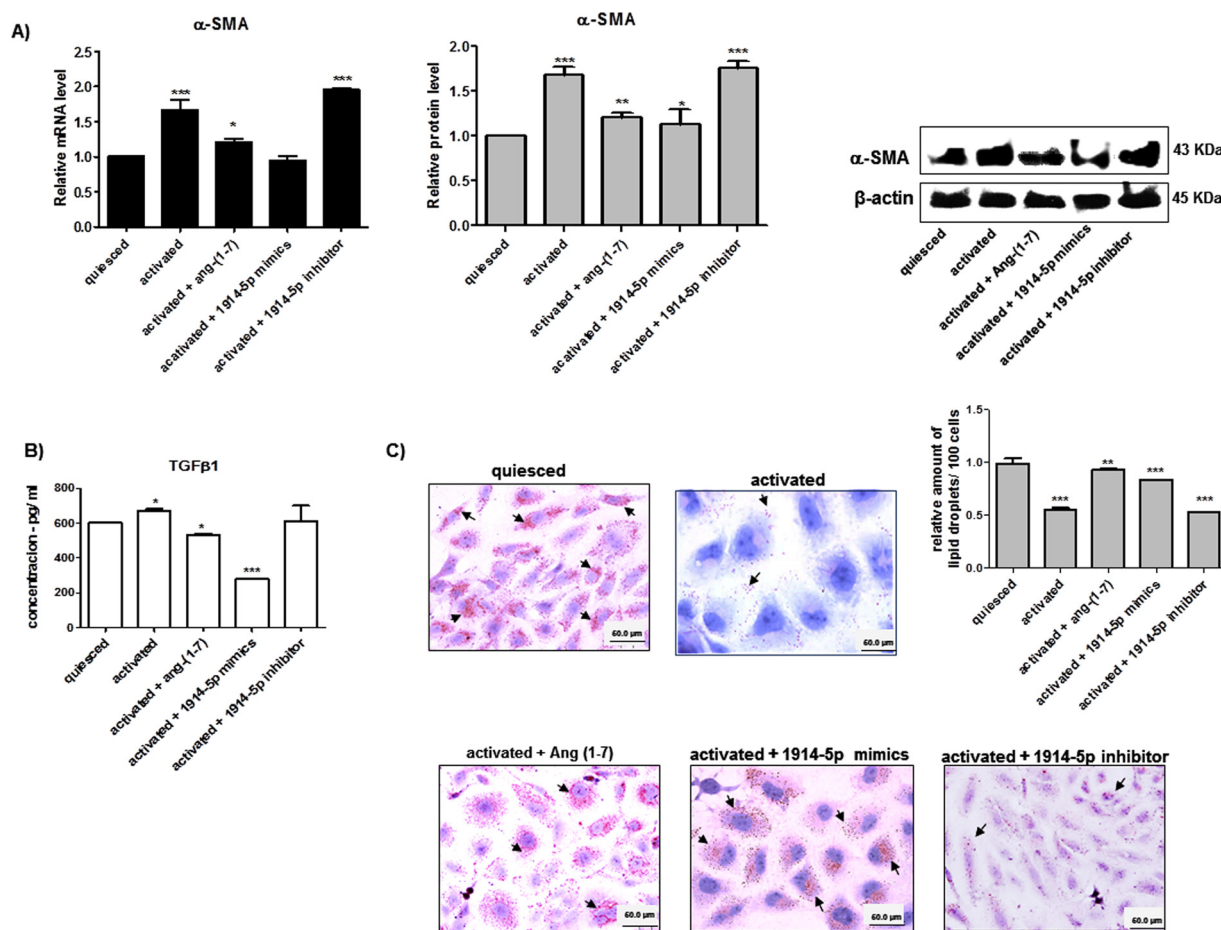 A)
α-SMA
Relative mRNA level
2.5
2.0
1.5
1.0
0.5
0.0
***
*
***
quiesced
activated
activated + ang-(1-7)
activated + 1914-5p mimics
activated + 1914-5p inhibitor
α-SMA
Relative protein level
2.0
1.5
1.0
0.5
0.0
***
**
*
***
quiesced
activated
activated + ang-(1-7)
acativated + 1914-5p mimics
activated + 1914-5p inhibitor
α-SMA
43 KDa
β-actin
45 KDa
quiesced
activated
activated + Ang-(1-7)
acativated + 1914-5p mimics
activated + 1914-5p inhibitor
B)
TGFβ1
concentracion - pg/ml
800
600
400
200
0
*
*
***
quiesced
activated
activated + ang-(1-7)
activated + 1914-5p mimics
activated + 1914-5p inhibitor
C)
quiesced
60.0 µm
activated
60.0 µm
relative amount of
lipid droplets/ 100 cells
1.5
1.0
0.5
0.0
***
**
***
***
quiesced
activated
activated + ang-(1-7)
activated + 1914-5p mimics
activated + 1914-5p inhibitor
activated + Ang (1-7)
60.0 µm
activated + 1914-5p mimics
60.0 µm
activated + 1914-5p inhibitor
60.0 µm